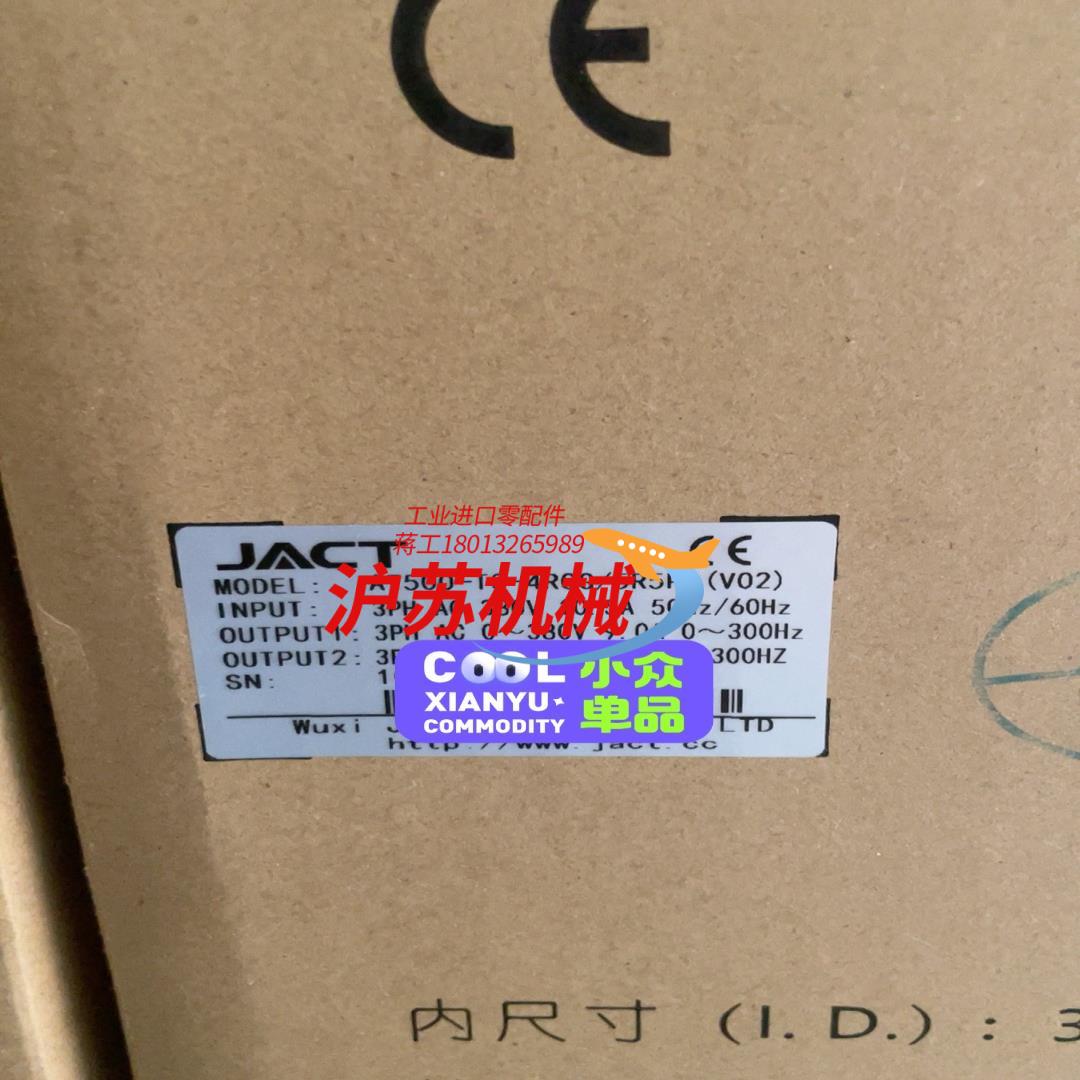 CE
工业进口零配件
蒋工18013265989
JACT CE
沪苏机械
MODEL: (V02)
INPUT: 3PH AC 380V 50Hz/60Hz
OUTPUT1: 3PH AC 0~380V 0~300Hz
OUTPUT2: 300HZ
SN:
COOL
XIANYU
COMMODITY
小众
单品
Wuxi LTD
http://www.jact.cc
内尺寸 (I.D.) : 3